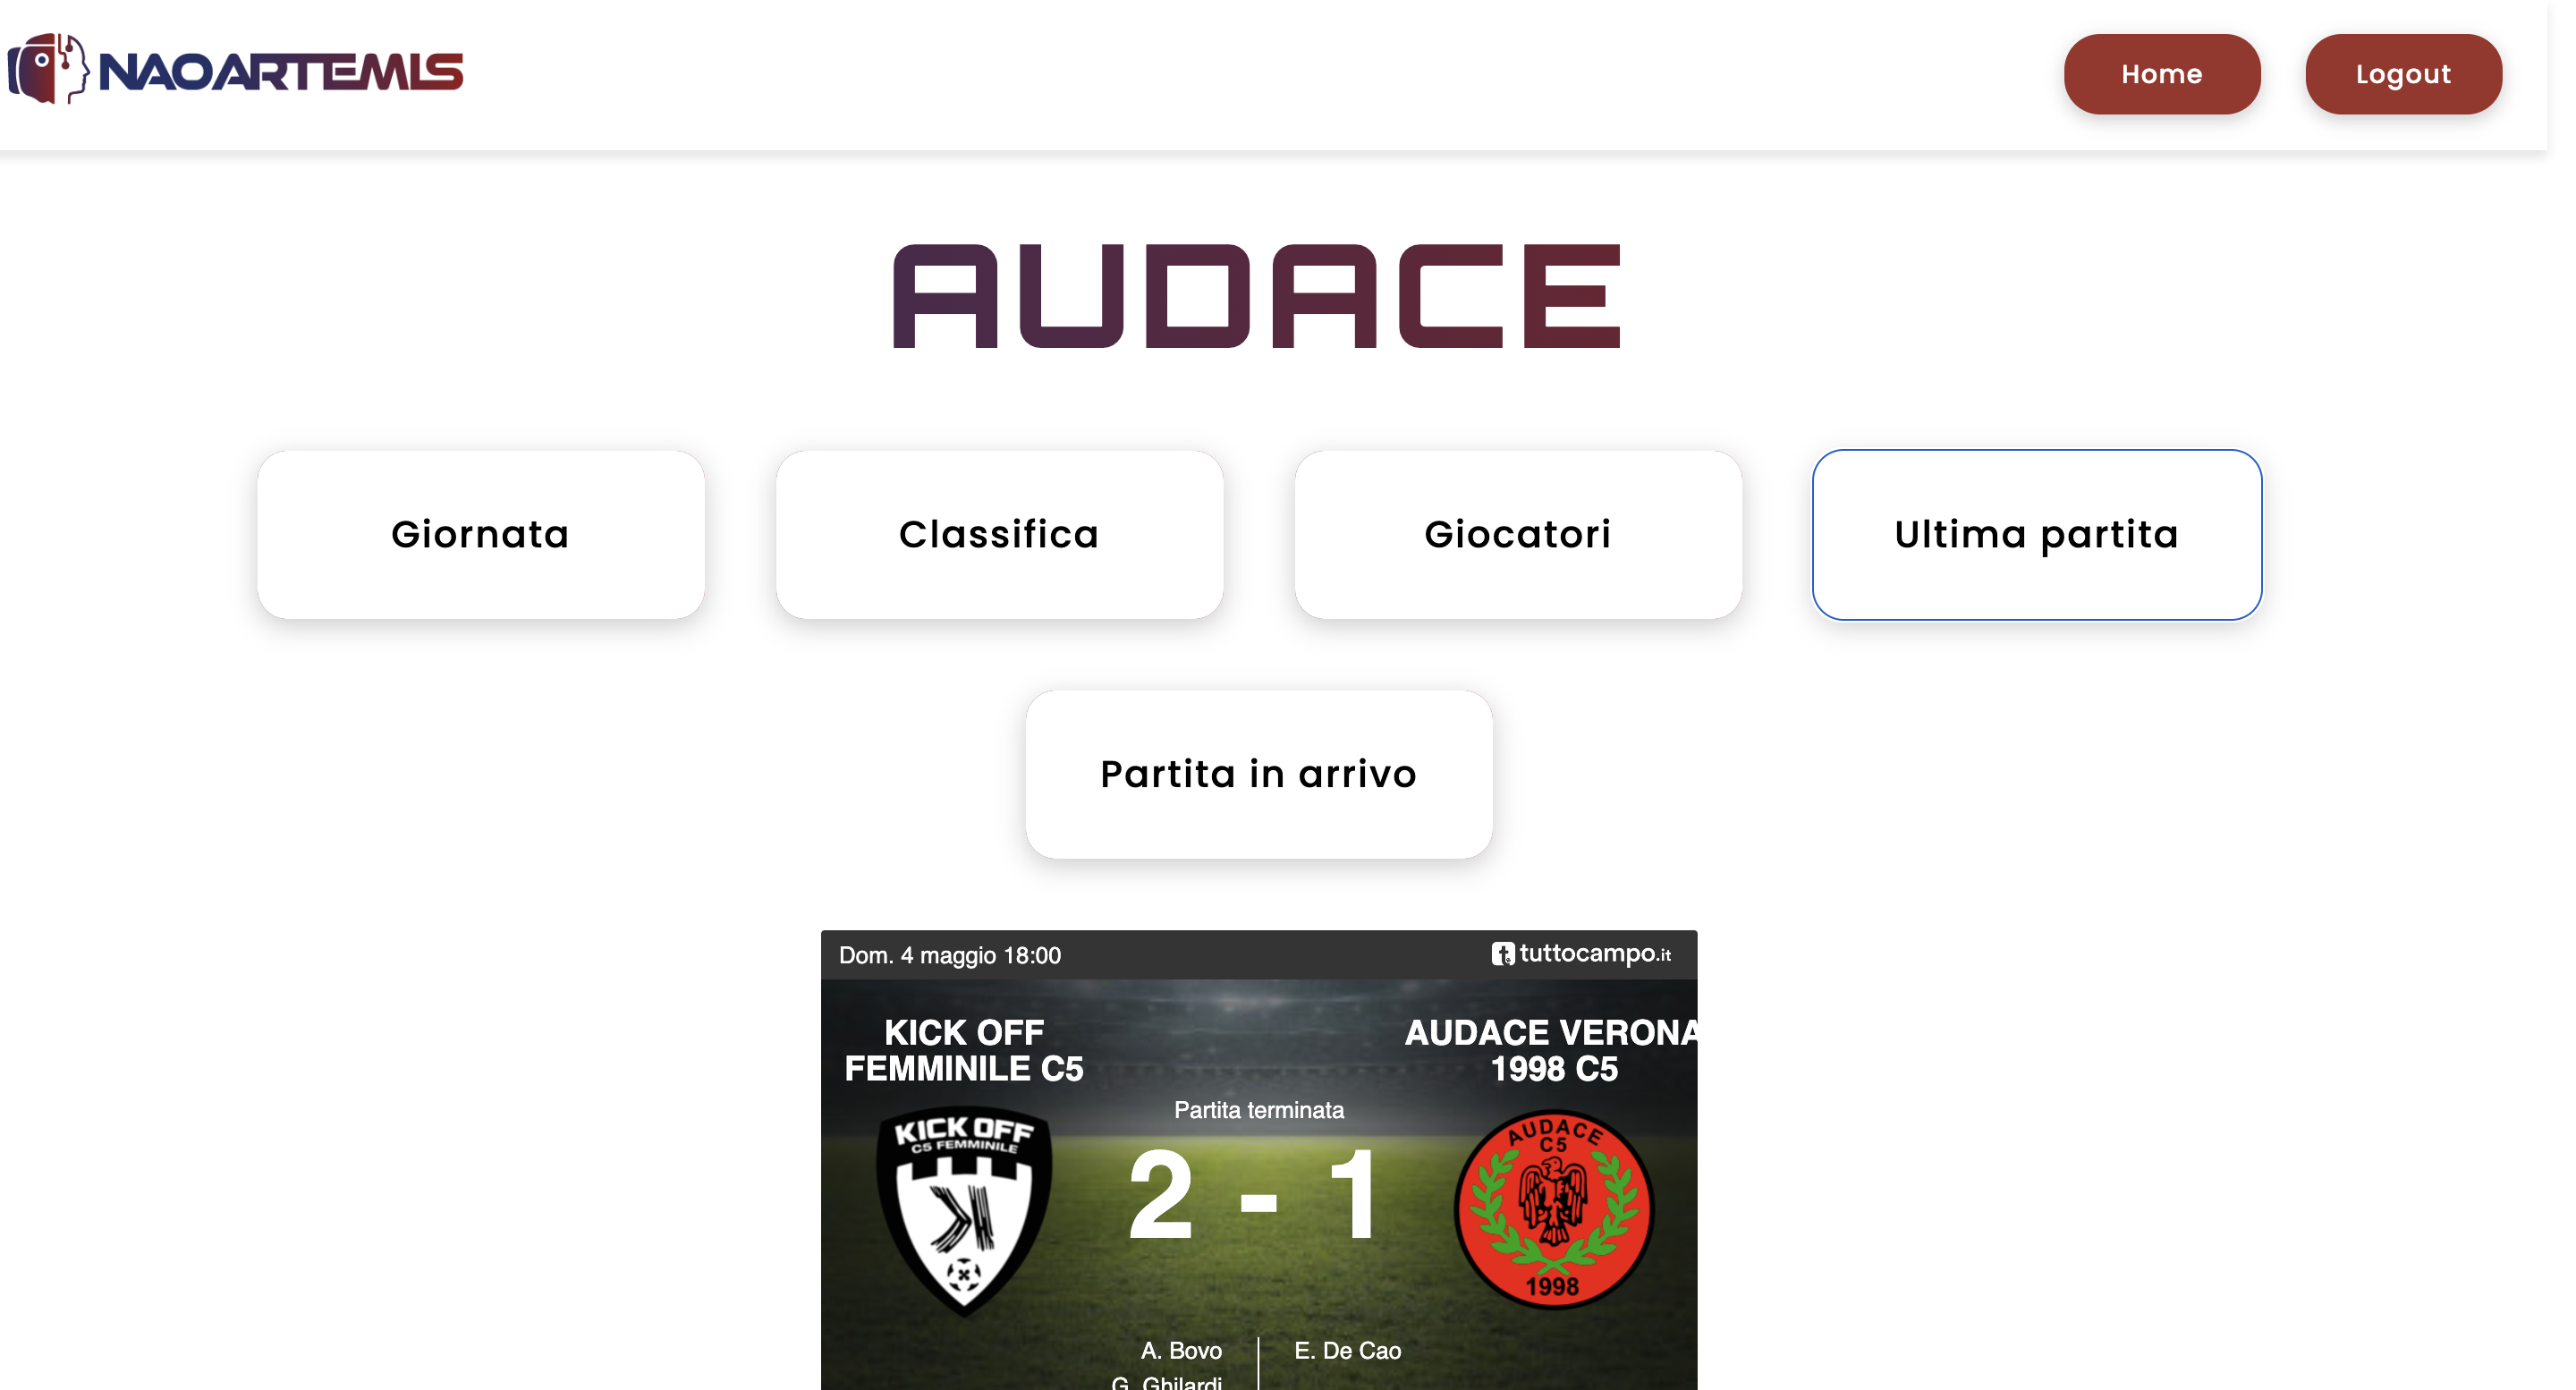 NAOARTEMIS
Home
Logout
AUDACE
Giornata
Classifica
Giocatori
Ultima partita
Partita in arrivo
Dom. 4 maggio 18:00
tuttocampo.it
KICK OFF
FEMMINILE C5
AUDACE VERONA
1998 C5
Partita terminata
KICK OFF
C5 FEMMINILE
2 - 1
AUDACE
C5
1998
A. Bovo
E. De Cao
G. Ghilardi